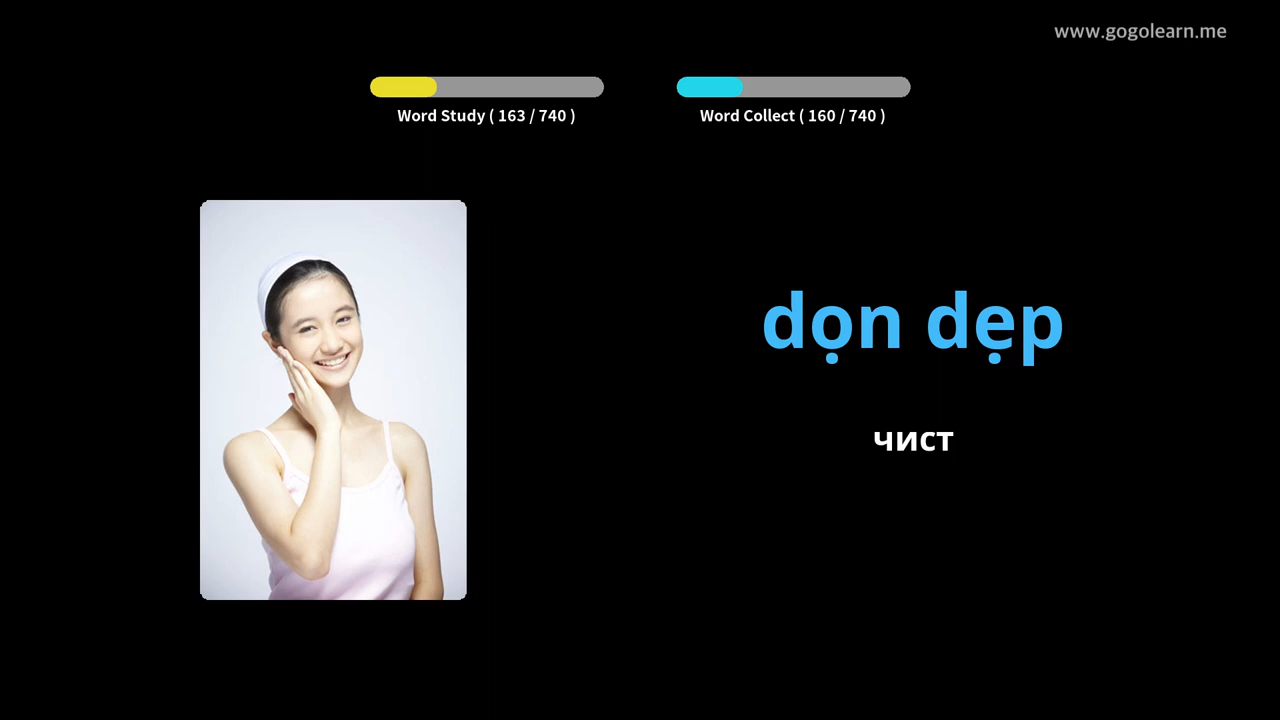 www.gogolearn.me
Word Study ( 163 / 740 )
Word Collect ( 160 / 740 )
dọn dẹp
чист